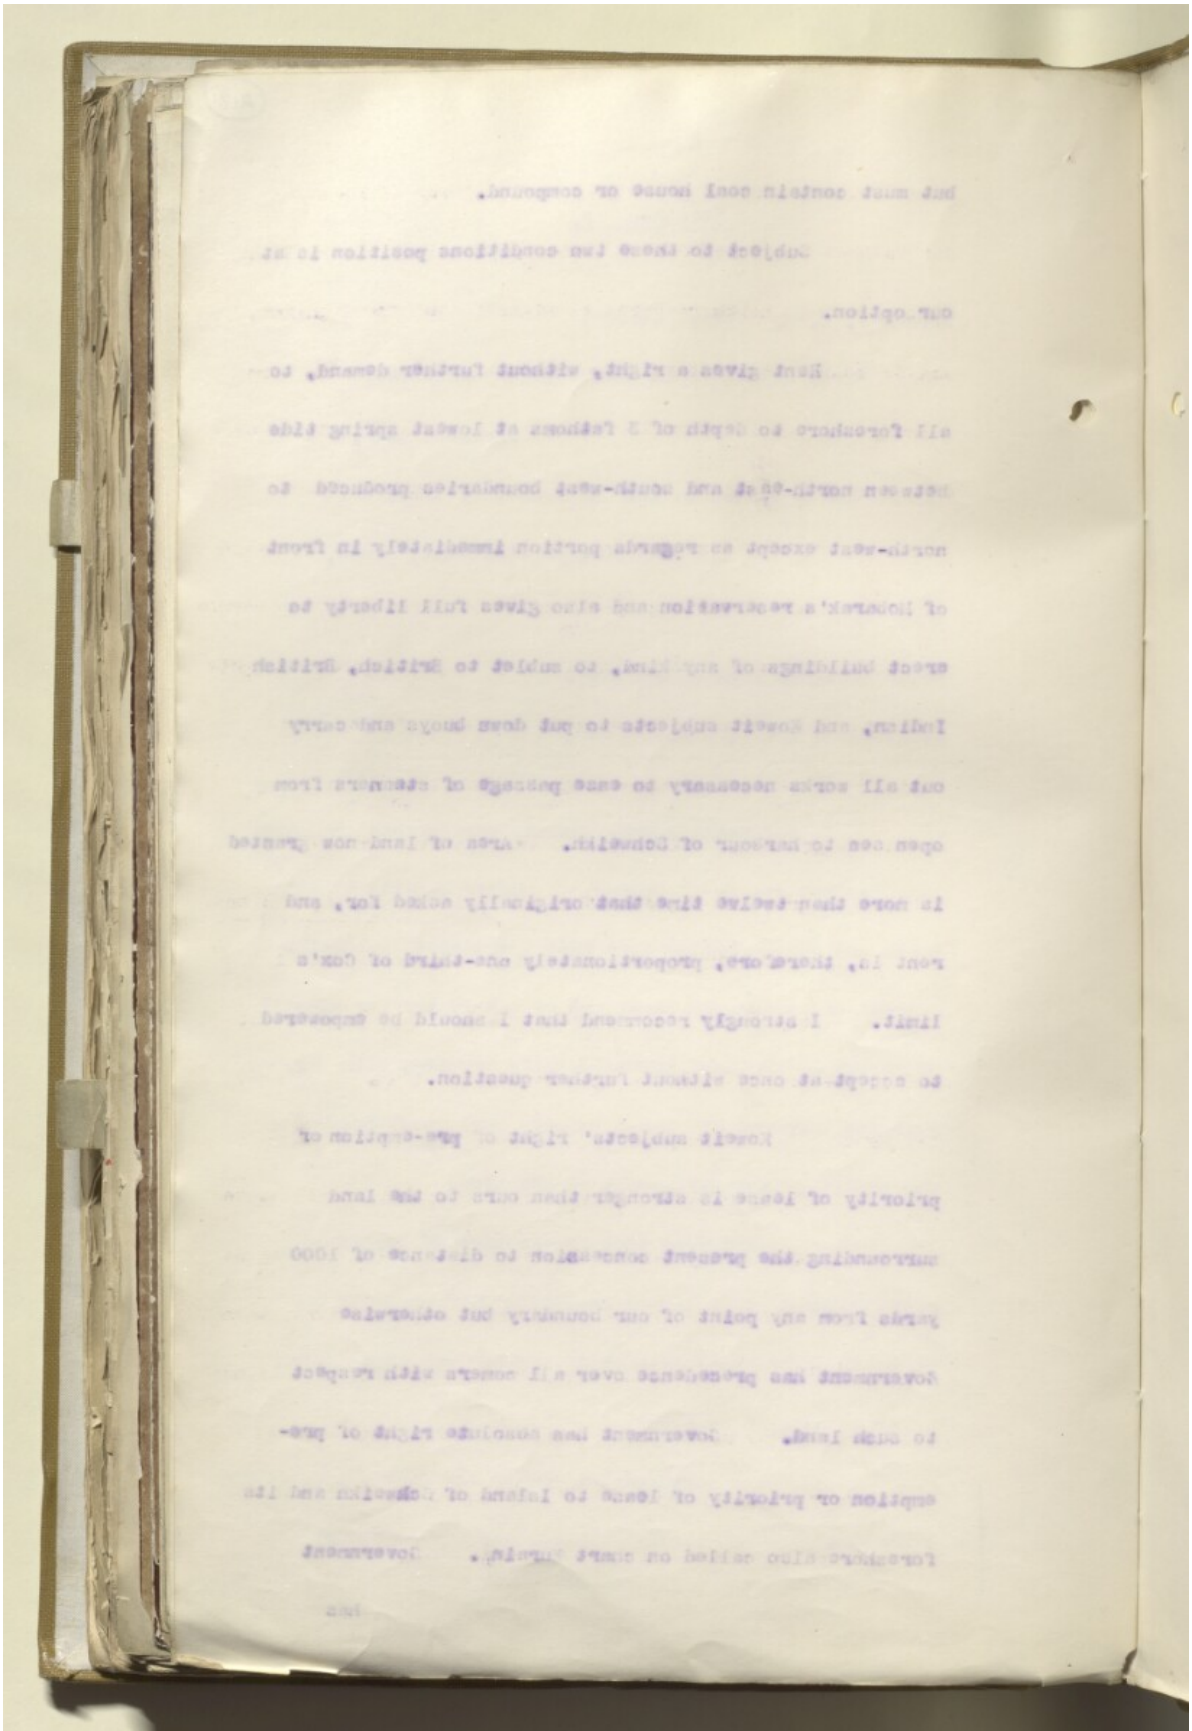 but must contain coal house or compound.
Subject to these two conditions position is at
our option.
Rent gives a right, without further demand, to
all foreshore to depth of 3 fathoms at lowest spring tide
between north-east and south-west boundaries produced to
north-west except as regards portion immediately in front
of Mobarak's reservation and also gives full liberty to
erect buildings of any kind, to sublet to British, British
Indian, and Koweit subjects to put down buoys and carry
out all works necessary to ease passage of steamers from
open sea to harbour of Schweikh. Area of land now granted
is more than twelve time that originally asked for, and
rent is, therefore, proportionately one-third of Cox's
limit. I strongly recommend that I should be empowered
to accept at once without further question.
Koweit subjects' right of pre-emption or
priority of lease is stronger than ours to the land
surrounding the present concession to distance of 1000
yards from any point of our boundary but otherwise
Government has precedence over all comers with respect
to such land. Government has absolute right of pre-
emption or priority of lease to island of Schweikh and its
foreshore also called on chart Government
has